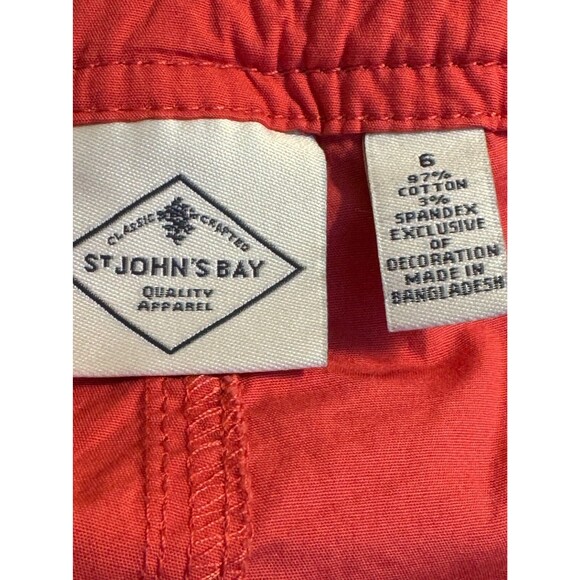 CLASSIC CRAFTED
ST JOHN'S BAY
QUALITY
APPAREL
6
97%
COTTON
3%
SPANDEX
EXCLUSIVE
OF
DECORATION
MADE IN
BANGLADESH